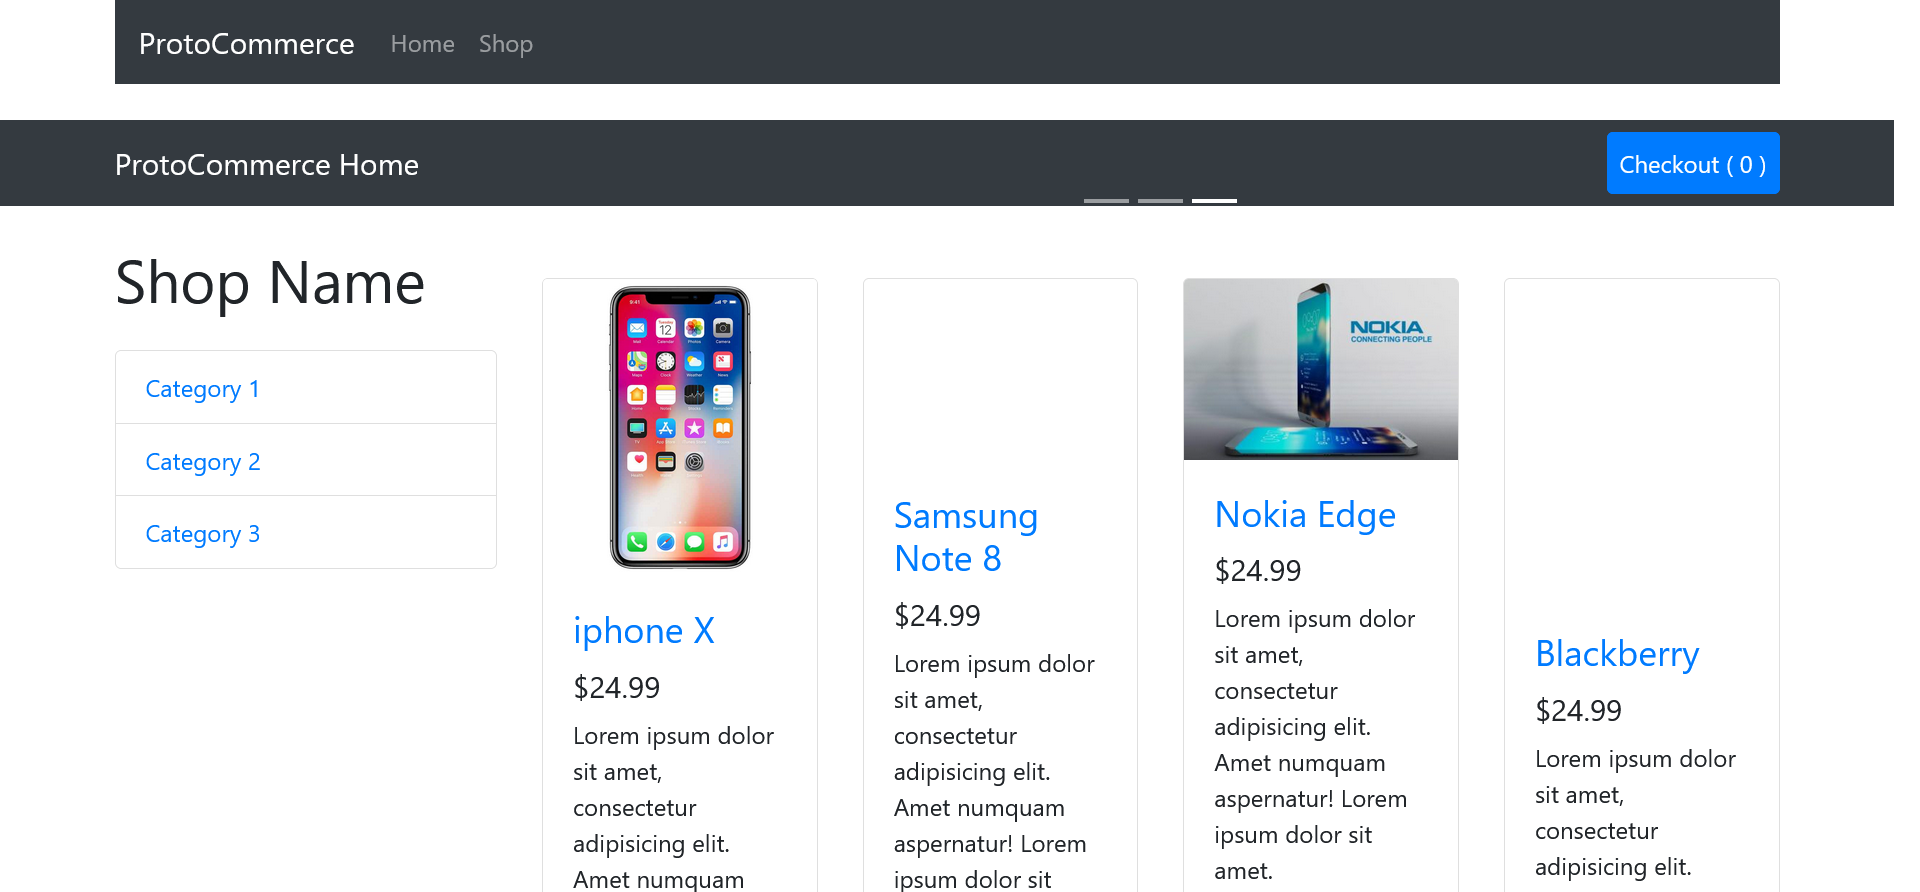 ProtoCommerce Home Shop
ProtoCommerce Home
Checkout ( 0 )
Shop Name
Category 1
Category 2
Category 3
iphone X
$24.99
Lorem ipsum dolor
sit amet,
consectetur
adipisicing elit.
Amet numquam
Samsung
Note 8
$24.99
Lorem ipsum dolor
sit amet,
consectetur
adipisicing elit.
Amet numquam
aspernatur! Lorem
ipsum dolor sit
NOKIA
CONNECTING PEOPLE
Nokia Edge
$24.99
Lorem ipsum dolor
sit amet,
consectetur
adipisicing elit.
Amet numquam
aspernatur! Lorem
ipsum dolor sit
amet.
Blackberry
$24.99
Lorem ipsum dolor
sit amet,
consectetur
adipisicing elit.